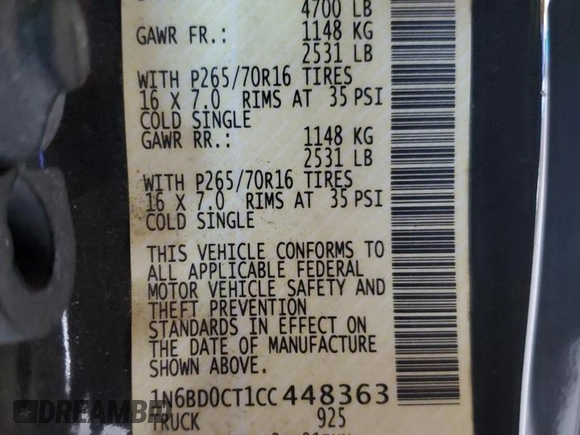 4700 LB
GAWR FR.: 1148 KG
2531 LB
WITH P265/70R16 TIRES
16 X 7.0 RIMS AT 35 PSI
COLD SINGLE
GAWR RR.: 1148 KG
2531 LB
WITH P265/70R16 TIRES
16 X 7.0 RIMS AT 35 PSI
COLD SINGLE
THIS VEHICLE CONFORMS TO
ALL APPLICABLE FEDERAL
MOTOR VEHICLE SAFETY AND
THEFT PREVENTION
STANDARDS IN EFFECT ON
THE DATE OF MANUFACTURE
SHOWN ABOVE.
1N6BD0CT1CC448363
TRUCK 925